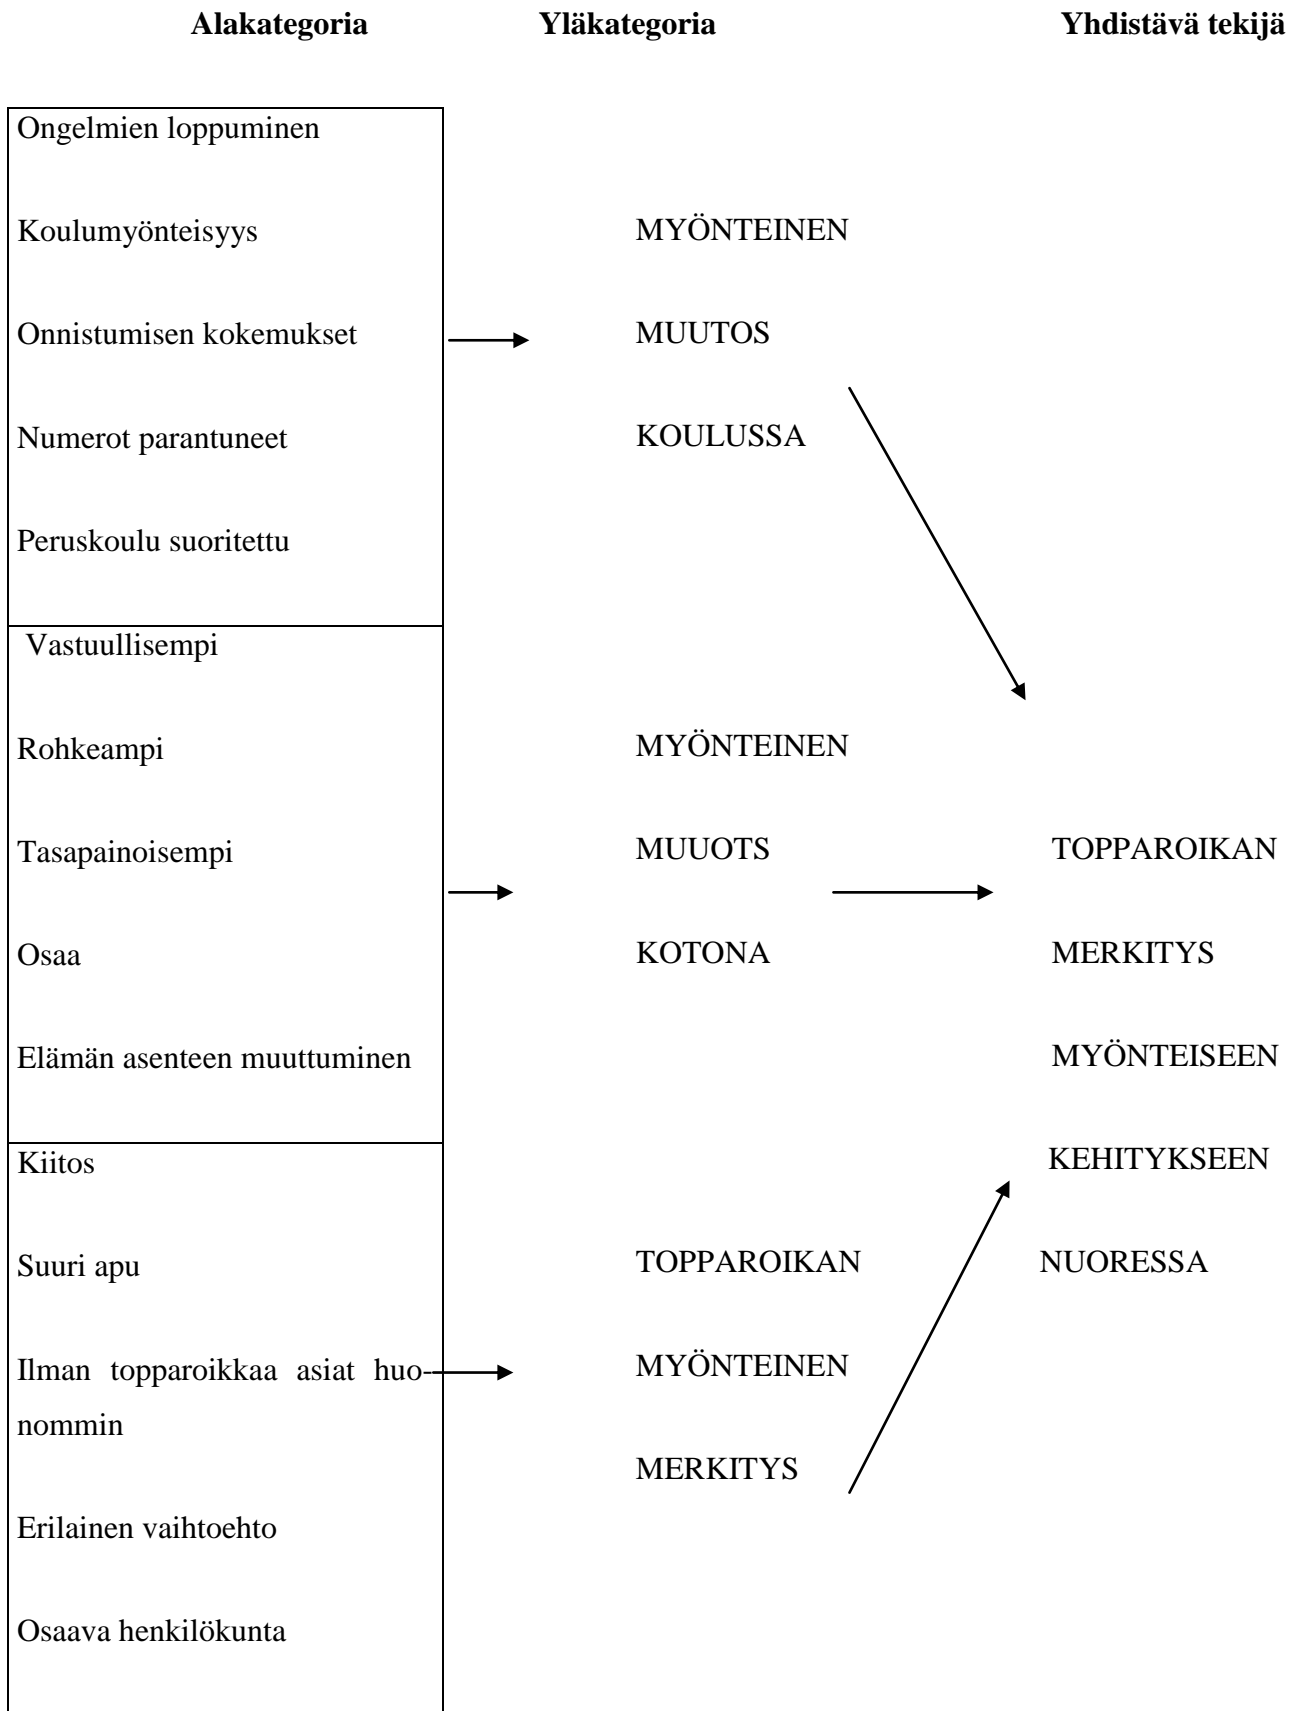 Alakategoria Yläkategoria Yhdistävä tekijä
Ongelmien loppuminen
Koulumyönteisyys
Onnistumisen kokemukset
Numerot parantuneet
Peruskoulu suoritettu
MYÖNTEINEN
MUUTOS
KOULUSSA
Vastuullisempi
Rohkeampi
Tasapainoisempi
Osaa
Elämän asenteen muuttuminen
MYÖNTEINEN
MUUOTS
KOTONA
Kiitos
Suuri apu
Ilman topparoikkaa asiat huo-
nommin
Erilainen vaihtoehto
Osaava henkilökunta
TOPPAROIKAN
MYÖNTEINEN
MERKITYS
TOPPAROIKAN
MERKITYS
MYÖNTEISEEN
KEHITYKSEEN
NUORESSA